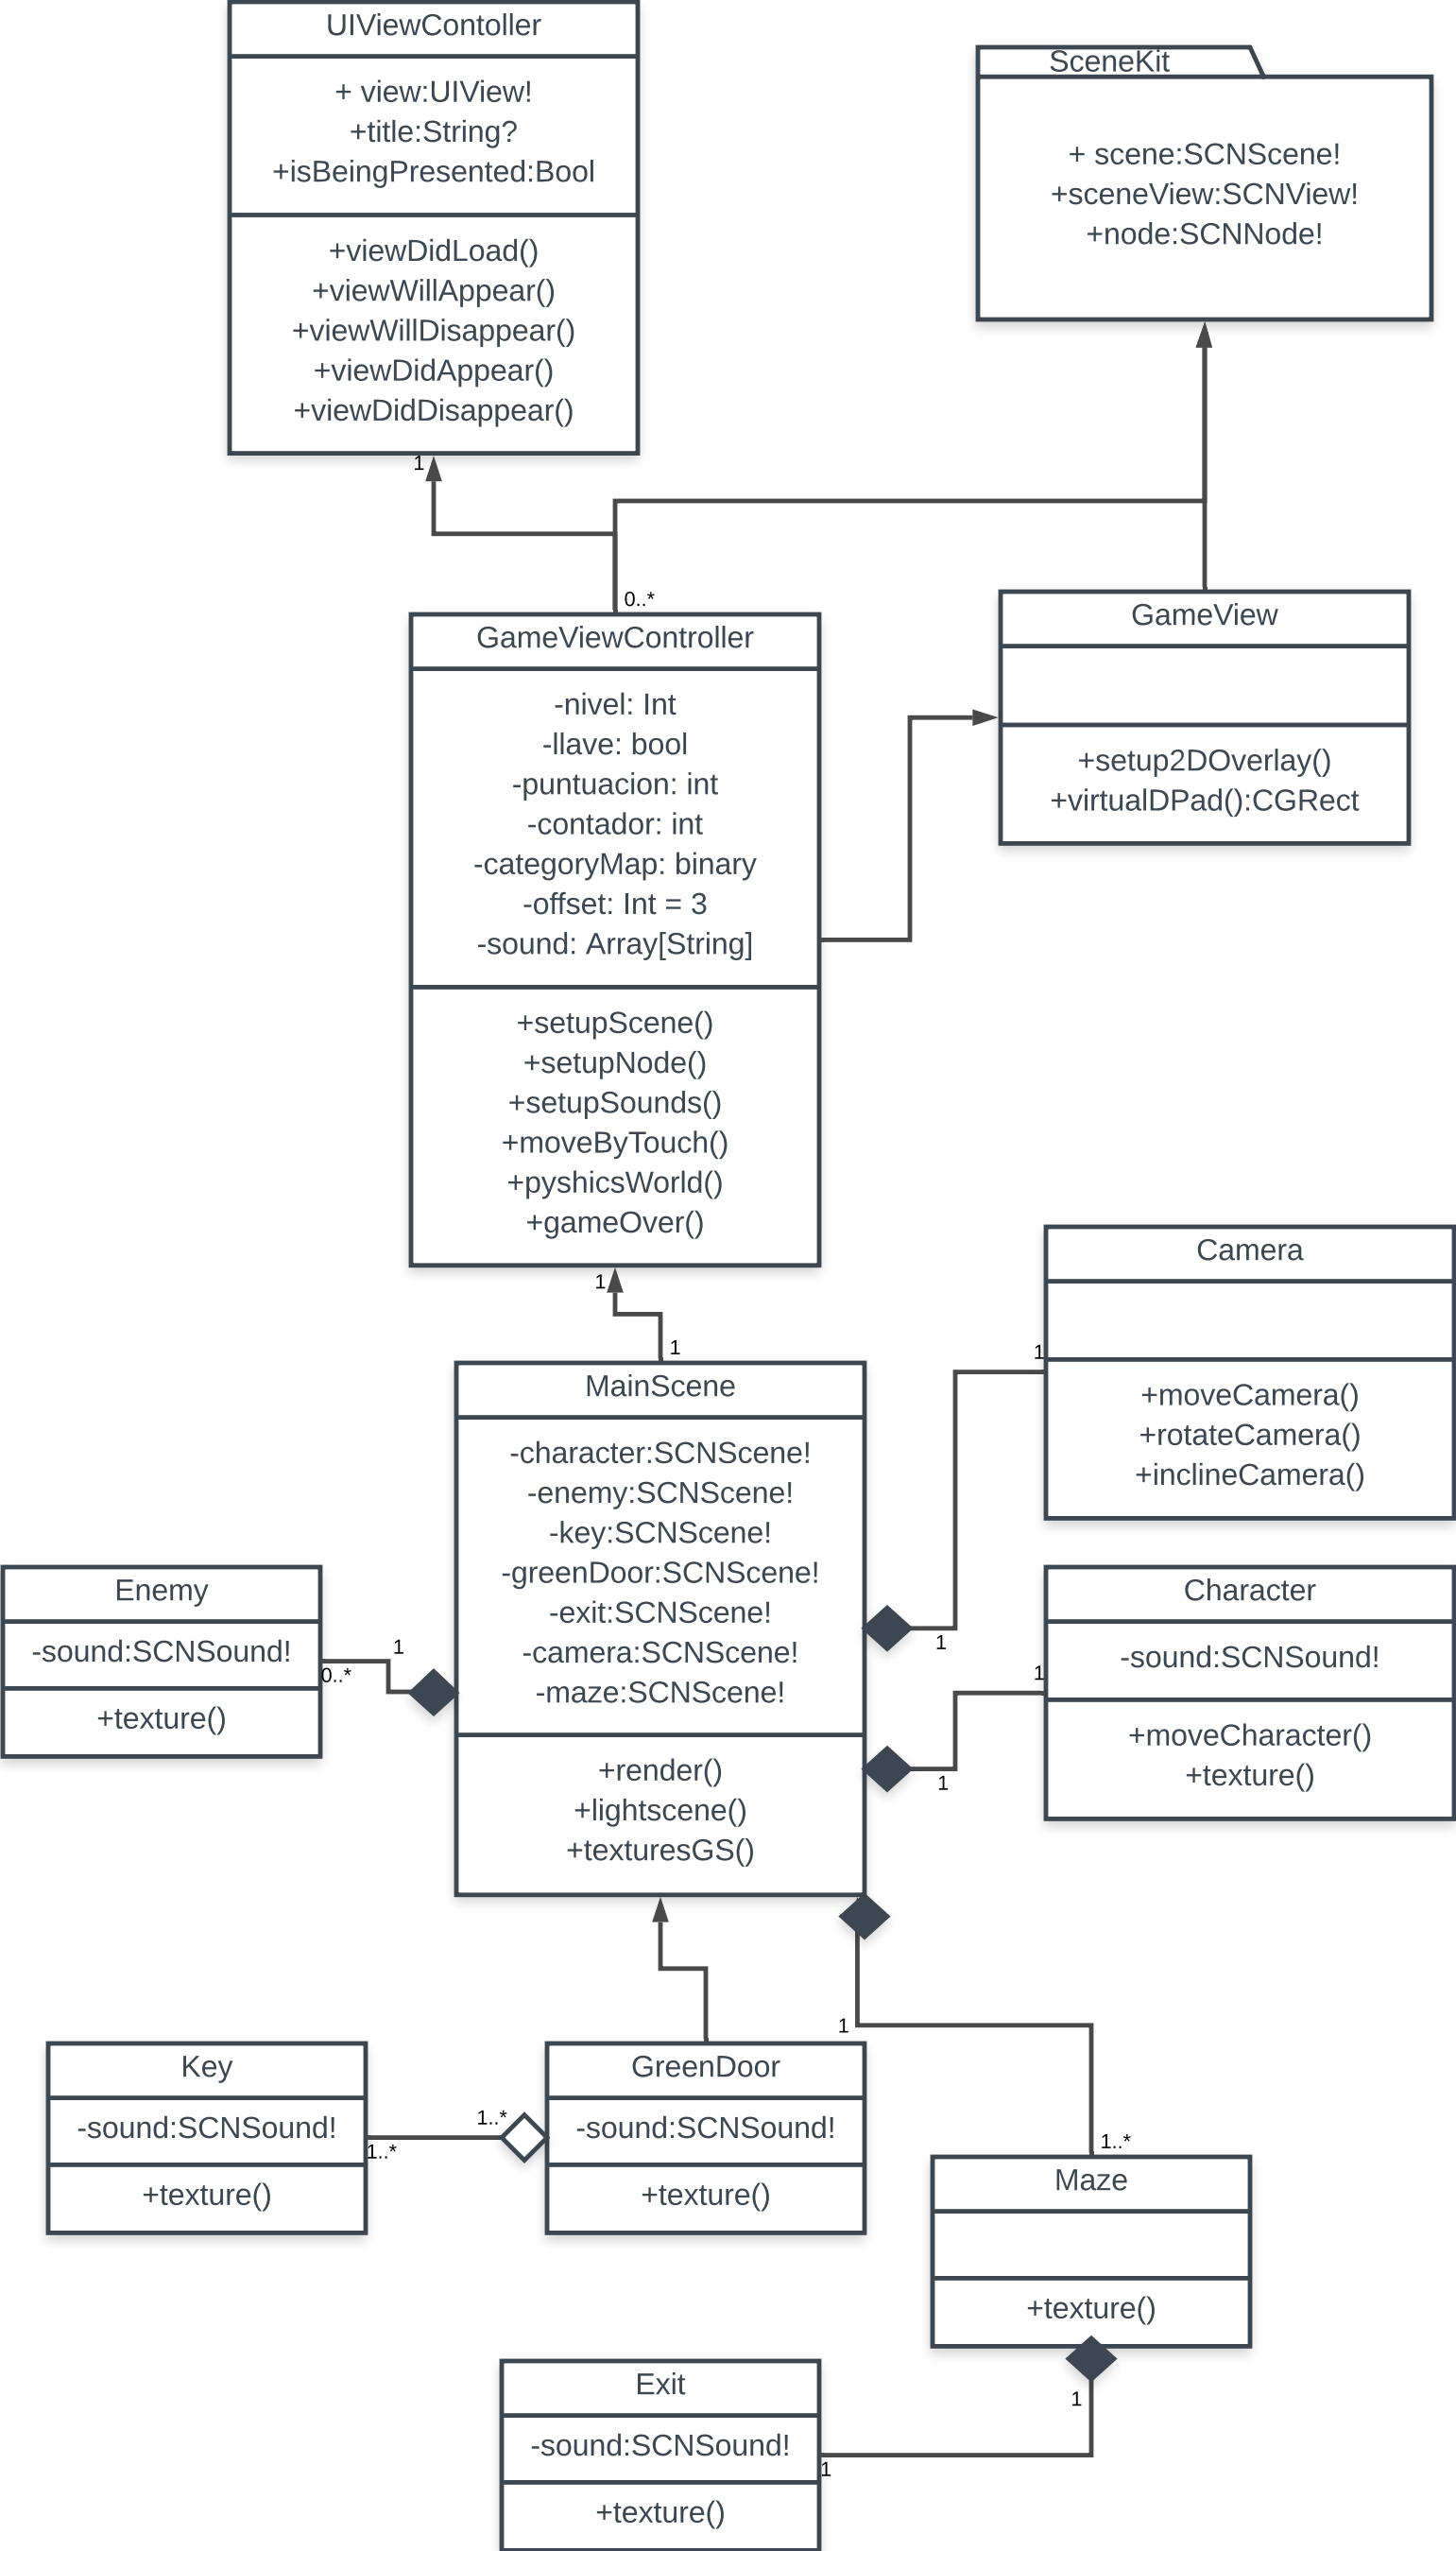 UIViewContoller
+ view:UIView!
+title:String?
+isBeingPresented:Bool
+viewDidLoad()
+viewWillAppear()
+viewWillDisappear()
+viewDidAppear()
+viewDidDisappear()
1
SceneKit
+ scene:SCNScene!
+sceneView:SCNView!
+node:SCNNode!
0..*
GameViewController
-nivel: Int
-llave: bool
-puntuacion: int
-contador: int
-categoryMap: binary
-offset: Int = 3
-sound: Array[String]
+setupScene()
+setupNode()
+setupSounds()
+moveByTouch()
+pyshicsWorld()
+gameOver()
1
GameView
+setup2DOverlay()
+virtualDPad():CGRect
1
MainScene
-character:SCNScene!
-enemy:SCNScene!
-key:SCNScene!
-greenDoor:SCNScene!
-exit:SCNScene!
-camera:SCNScene!
-maze:SCNScene!
+render()
+lightscene()
+texturesGS()
Camera
+moveCamera()
+rotateCamera()
+inclineCamera()
1
1
Enemy
-sound:SCNSound!
+texture()
1
0..*
Character
-sound:SCNSound!
+moveCharacter()
+texture()
1
1
Key
-sound:SCNSound!
+texture()
1..*
1..*
GreenDoor
-sound:SCNSound!
+texture()
1
1..*
Maze
+texture()
1
Exit
-sound:SCNSound!
+texture()
1